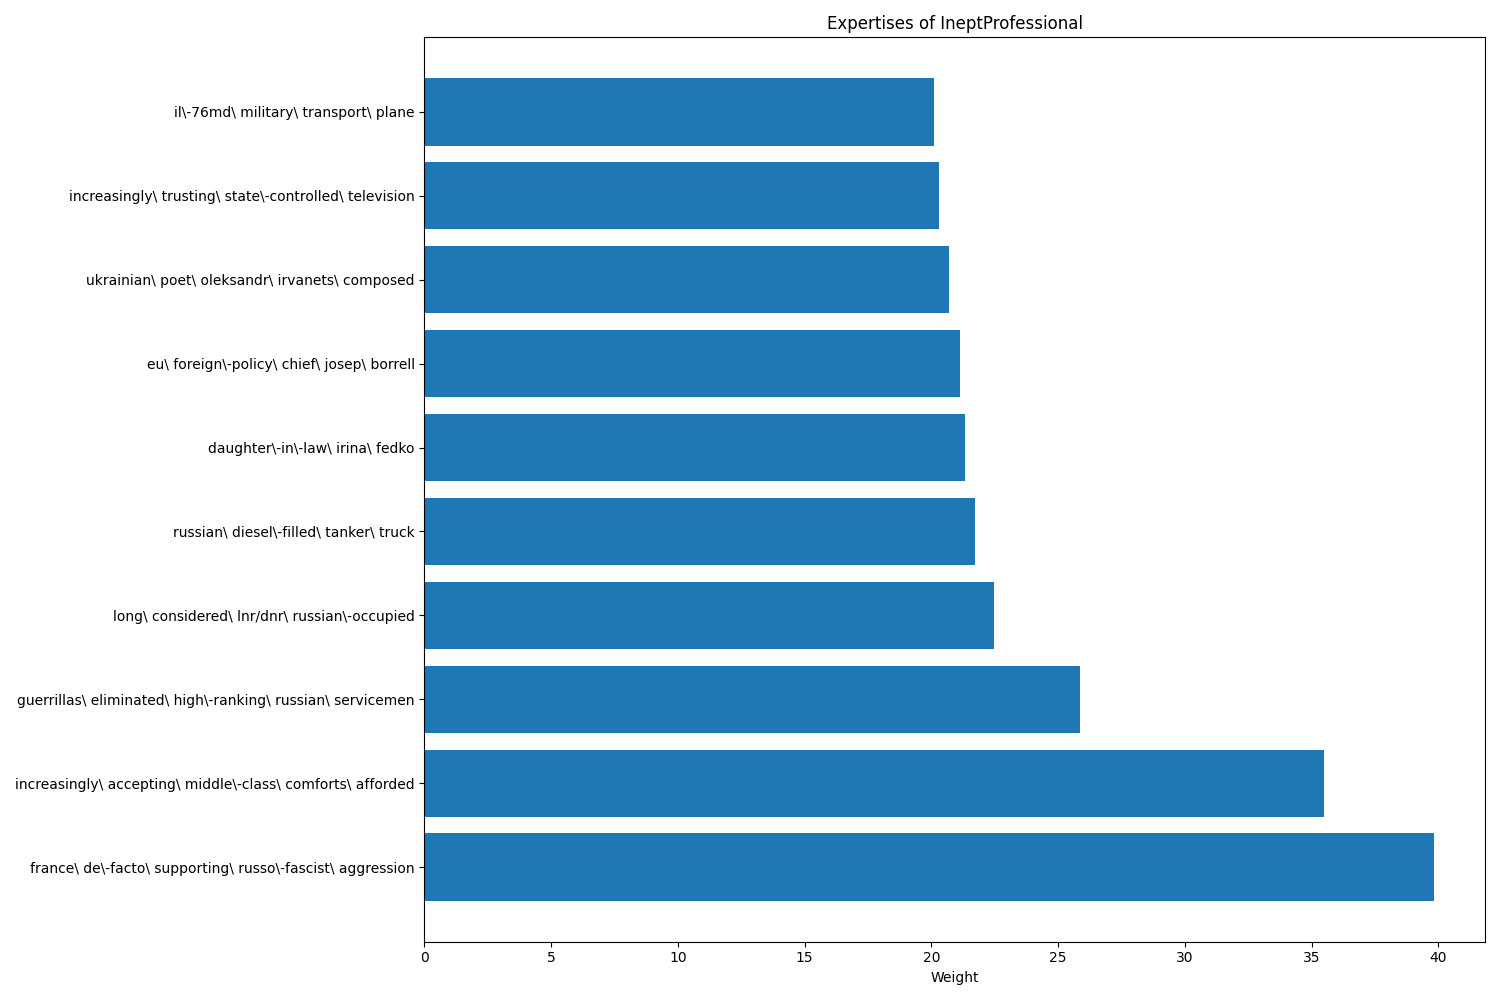 Expertises of IneptProfessional
il\-76md\ military\ transport\ plane
increasingly\ trusting\ state\-controlled\ television
ukrainian\ poet\ oleksandr\ irvanets\ composed
eu\ foreign\-policy\ chief\ josep\ borrell
daughter\-in\-law\ irina\ fedko
russian\ diesel\-filled\ tanker\ truck
long\ considered\ lnr/dnr\ russian\-occupied
guerrillas\ eliminated\ high\-ranking\ russian\ servicemen
increasingly\ accepting\ middle\-class\ comforts\ afforded
france\ de\-facto\ supporting\ russo\-fascist\ aggression
0 5 10 15 20 25 30 35 40
Weight